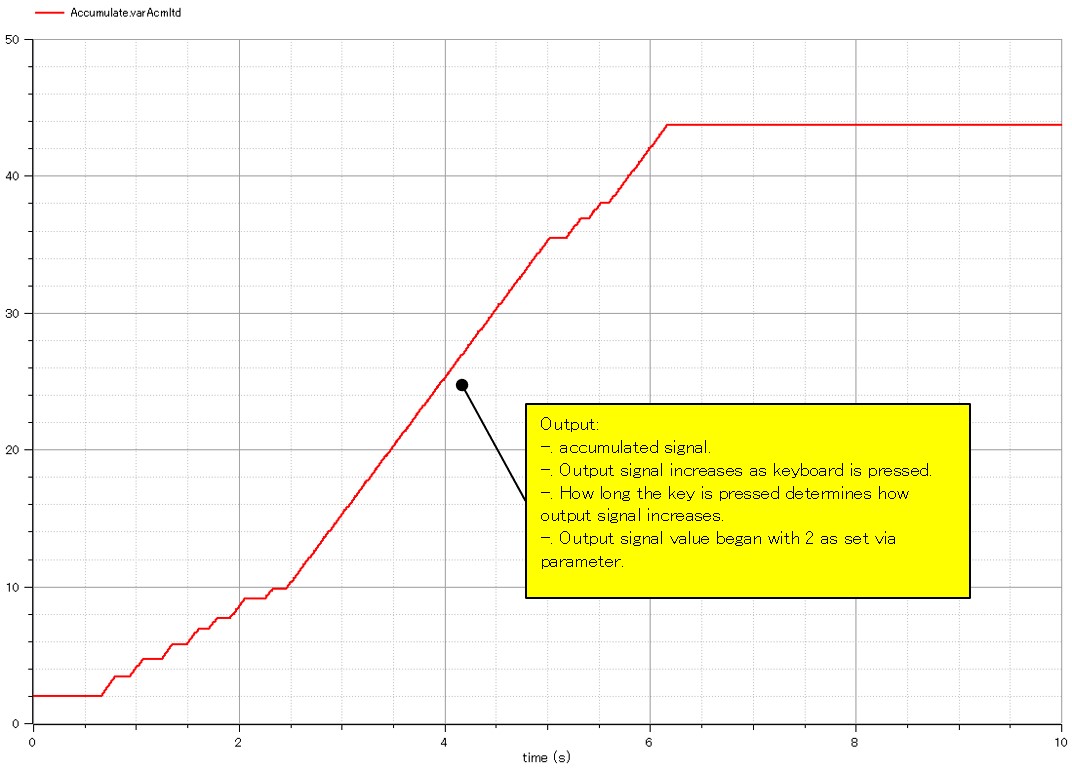 Accumulate.varAcmltd
50
40
30
20
10
0
Output:
-. accumulated signal.
-. Output signal increases as keyboard is pressed.
-. How long the key is pressed determines how
output signal increases.
-. Output signal value began with 2 as set via
parameter.
0 2 4 6 8 10
time (s)